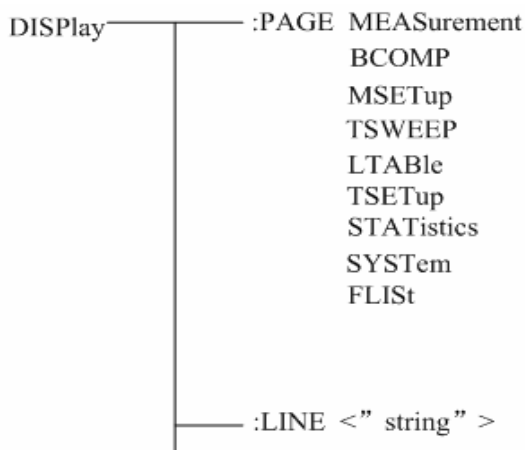 DISPlay :PAGE MEASurement
BCOMP
MSETup
TSWEEP
LTABle
TSETup
STATistics
SYSTem
FLISt
:LINE <” string” >